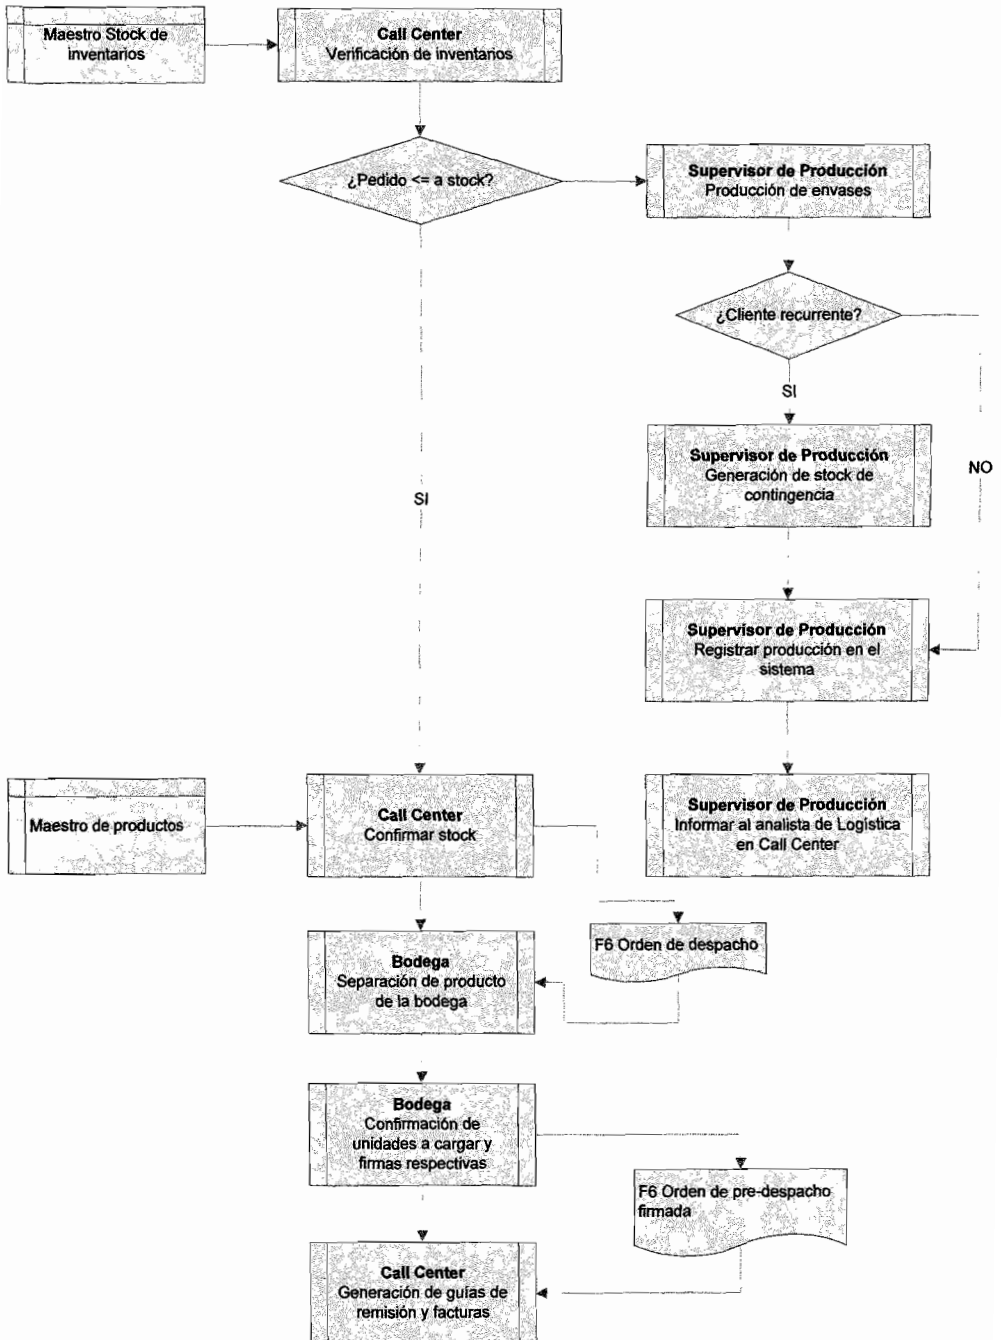 Maestro Stock de
inventarios
Call Center
Verificación de inventarios
¿Pedido <= a stock?
Supervisor de Producción
Producción de envases
¿Cliente recurrente?
SI
Supervisor de Producción
Generación de stock de
contingencia
NO
SI
Supervisor de Producción
Registrar producción en el
sistema
Maestro de productos
Call Center
Confirmar stock
Supervisor de Producción
Informar al analista de Logística
en Call Center
F6 Orden de despacho
Bodega
Separación de producto
de la bodega
Bodega
Confirmación de
unidades a cargar y
firmas respectivas
F6 Orden de pre-despacho
firmada
Call Center
Generación de guías de
remisión y facturas